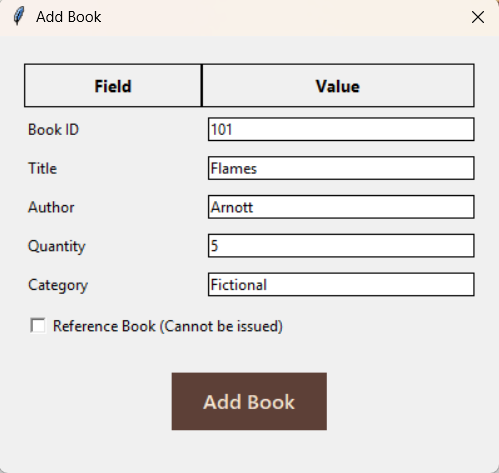 Add Book
Field Value
Book ID 101
Title Flames
Author Arnott
Quantity 5
Category Fictional
Reference Book (Cannot be issued)
Add Book